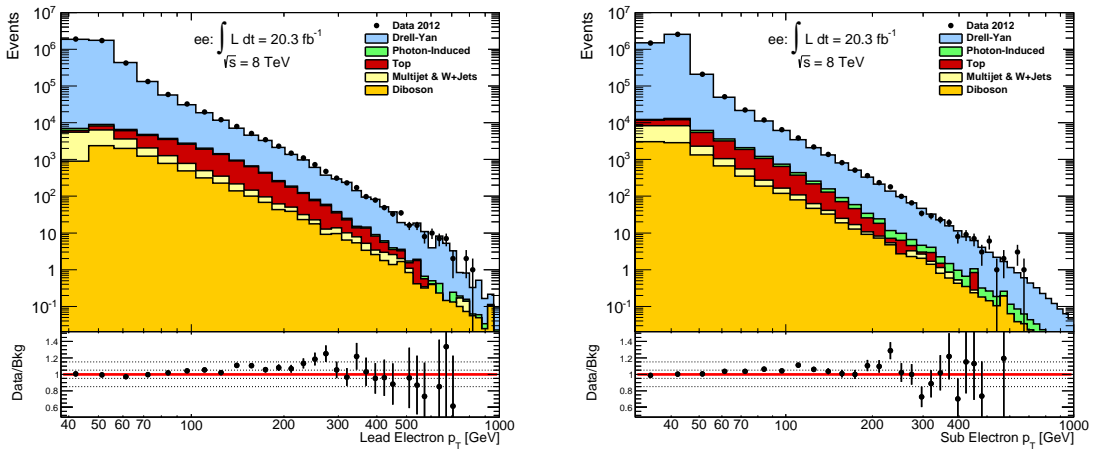 Events
10^6
10^5
10^4
10^3
10^2
10
1
10^-1
ee: ∫ L dt = 20.3 fb^-1
√s = 8 TeV
Data 2012
Drell-Yan
Photon-Induced
Top
Multijet & W+Jets
Diboson
Data/Bkg
1.4
1.2
1
0.8
0.6
40 50 60 70 100 200 300 400 500 1000
Lead Electron p_T [GeV]
Events
10^6
10^5
10^4
10^3
10^2
10
1
10^-1
ee: ∫ L dt = 20.3 fb^-1
√s = 8 TeV
Data 2012
Drell-Yan
Photon-Induced
Top
Multijet & W+Jets
Diboson
Data/Bkg
1.4
1.2
1
0.8
0.6
40 50 60 70 100 200 300 400 500 1000
Sub Electron p_T [GeV]